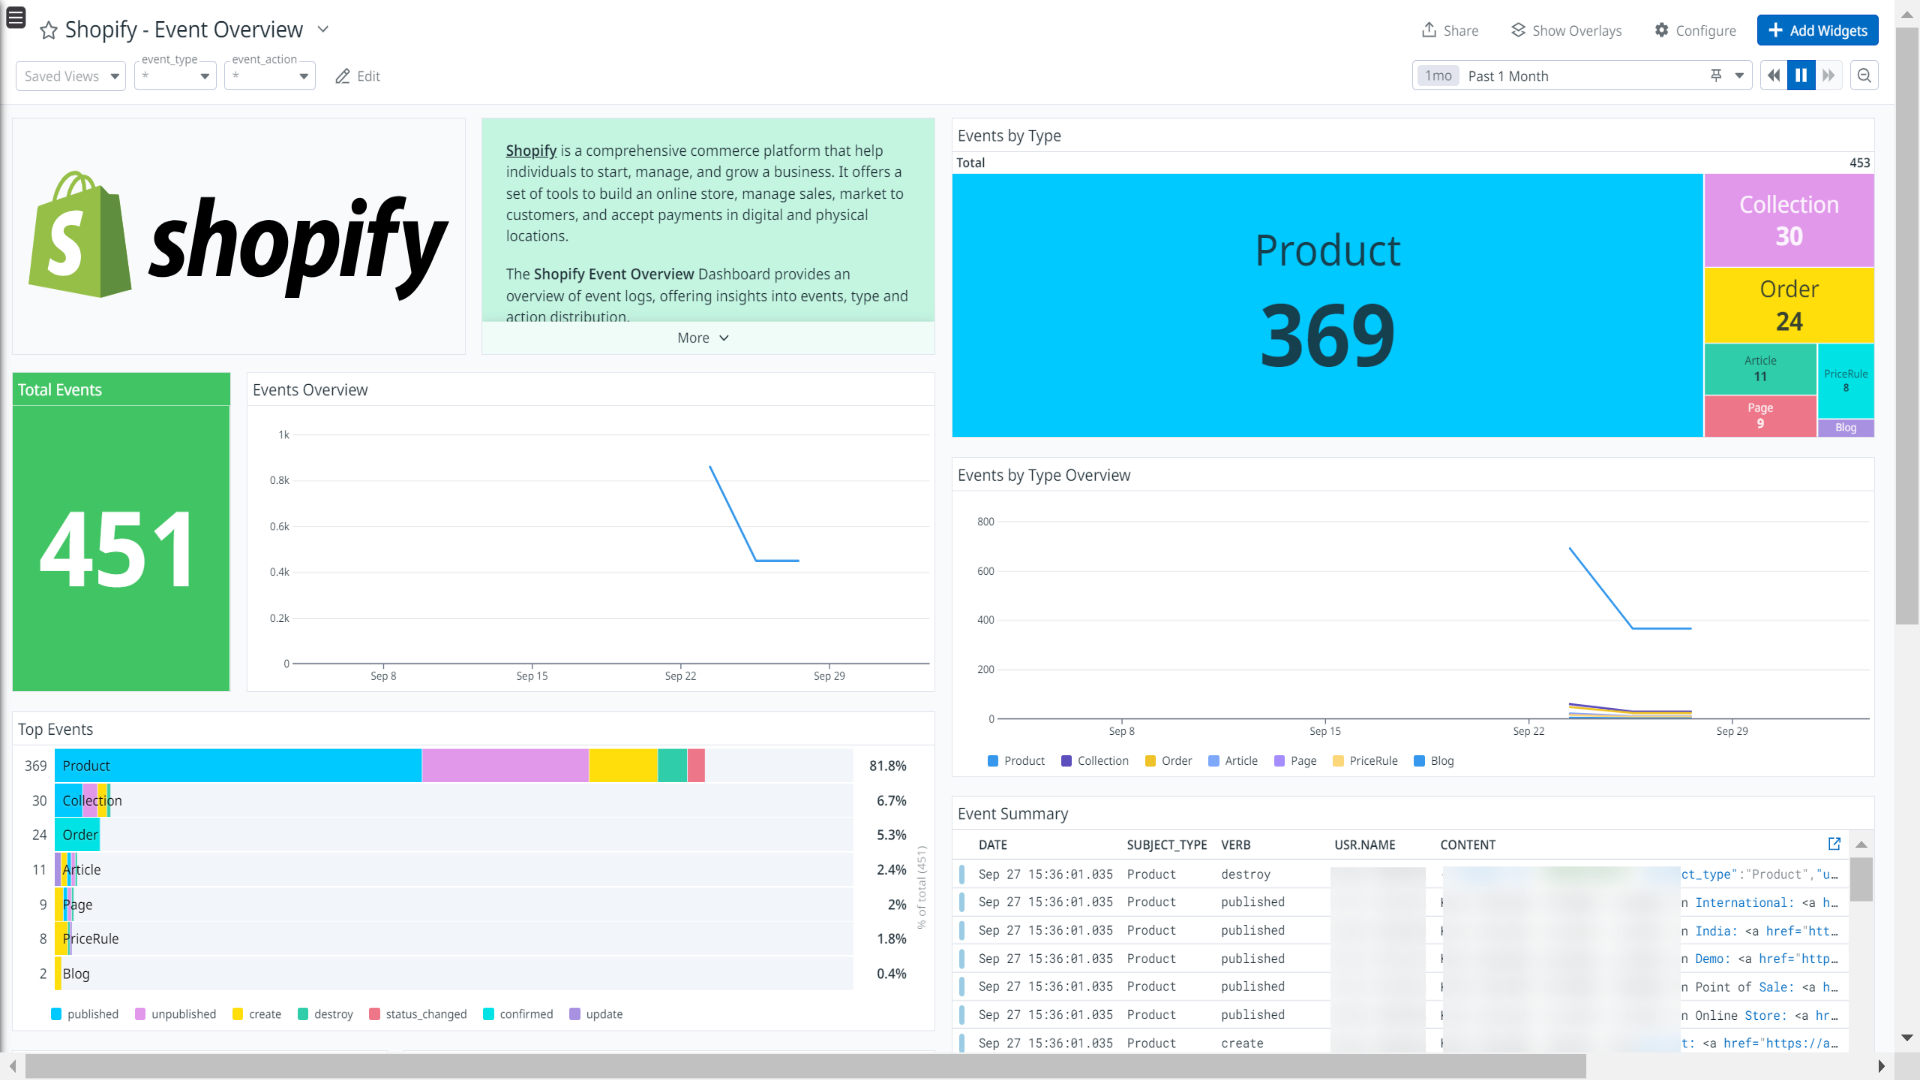 Shopify - Event Overview
Share
Show Overlays
Configure
Add Widgets
Saved Views
event_type
*
event_action
*
Edit
1mo
Past 1 Month
shopify
Shopify is a comprehensive commerce platform that help
individuals to start, manage, and grow a business. It offers a
set of tools to build an online store, manage sales, market to
customers, and accept payments in digital and physical
locations.
The Shopify Event Overview Dashboard provides an
overview of event logs, offering insights into events, type and
action distribution.
More
Events by Type
Total 453
Product
369
Collection
30
Order
24
Article
11
PriceRule
8
Page
9
Blog
Total Events
451
Events Overview
1k
0.8k
0.6k
0.4k
0.2k
0
Sep 8 Sep 15 Sep 22 Sep 29
Events by Type Overview
800
600
400
200
0
Sep 8 Sep 15 Sep 22 Sep 29
Product Collection Order Article Page PriceRule Blog
Top Events
369 Product 81.8%
30 Collection 6.7%
24 Order 5.3%
11 Article 2.4%
9 Page 2%
8 PriceRule 1.8%
2 Blog 0.4%
% of total (451)
published unpublished create destroy status_changed confirmed update
Event Summary
DATE SUBJECT_TYPE VERB USR.NAME CONTENT
Sep 27 15:36:01.035 Product destroy ct_type":"Product","u…
Sep 27 15:36:01.035 Product published n International: <a h…
Sep 27 15:36:01.035 Product published n India: <a href="htt…
Sep 27 15:36:01.035 Product published n Demo: <a href="http…
Sep 27 15:36:01.035 Product published n Point of Sale: <a h…
Sep 27 15:36:01.035 Product published n Online Store: <a hr…
Sep 27 15:36:01.035 Product create t: <a href="https://a…